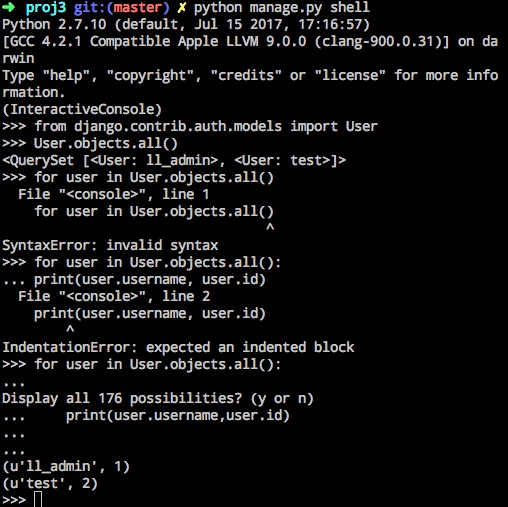 ➜  proj3 git:(master) ✗ python manage.py shell
Python 2.7.10 (default, Jul 15 2017, 17:16:57)
[GCC 4.2.1 Compatible Apple LLVM 9.0.0 (clang-900.0.31)] on da
rwin
Type "help", "copyright", "credits" or "license" for more info
rmation.
(InteractiveConsole)
>>> from django.contrib.auth.models import User
>>> User.objects.all()
<QuerySet [<User: ll_admin>, <User: test>]>
>>> for user in User.objects.all()
  File "<console>", line 1
    for user in User.objects.all()
                                 ^
SyntaxError: invalid syntax
>>> for user in User.objects.all():
... print(user.username, user.id)
  File "<console>", line 2
    print(user.username, user.id)
        ^
IndentationError: expected an indented block
>>> for user in User.objects.all():
...
Display all 176 possibilities? (y or n)
...     print(user.username,user.id)
...
...
(u'll_admin', 1)
(u'test', 2)
>>>